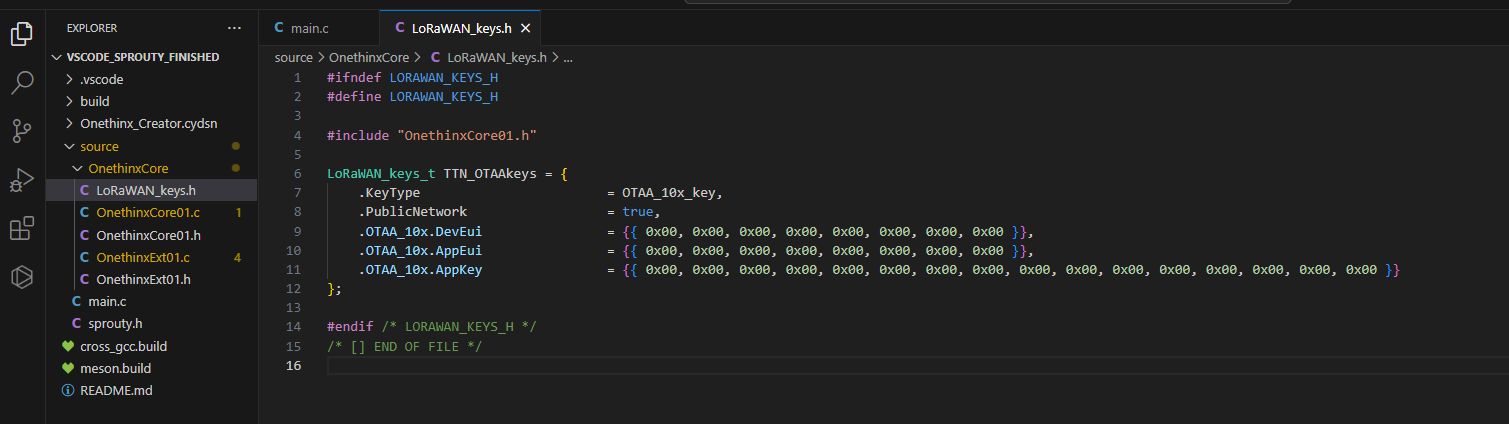 EXPLORER
...
main.c
LoRaWAN_keys.h
VSCODE_SPROUTY_FINISHED
.vscode
build
Onethinx_Creator.cydsn
source
OnethinxCore
LoRaWAN_keys.h
OnethinxCore01.c 1
OnethinxCore01.h
OnethinxExt01.c 4
OnethinxExt01.h
main.c
sprouty.h
cross_gcc.build
meson.build
README.md
source > OnethinxCore > C LoRaWAN_keys.h > ...
1 #ifndef LORAWAN_KEYS_H
2 #define LORAWAN_KEYS_H
3
4 #include "OnethinxCore01.h"
5
6 LoRaWAN_keys_t TTN_OTAAkeys = {
7 .KeyType = OTAA_10x_key,
8 .PublicNetwork = true,
9 .OTAA_10x.DevEui = {{ 0x00, 0x00, 0x00, 0x00, 0x00, 0x00, 0x00, 0x00 }},
10 .OTAA_10x.AppEui = {{ 0x00, 0x00, 0x00, 0x00, 0x00, 0x00, 0x00, 0x00 }},
11 .OTAA_10x.AppKey = {{ 0x00, 0x00, 0x00, 0x00, 0x00, 0x00, 0x00, 0x00, 0x00, 0x00, 0x00, 0x00, 0x00, 0x00, 0x00, 0x00 }}
12 };
13
14 #endif /* LORAWAN_KEYS_H */
15 /* [] END OF FILE */
16